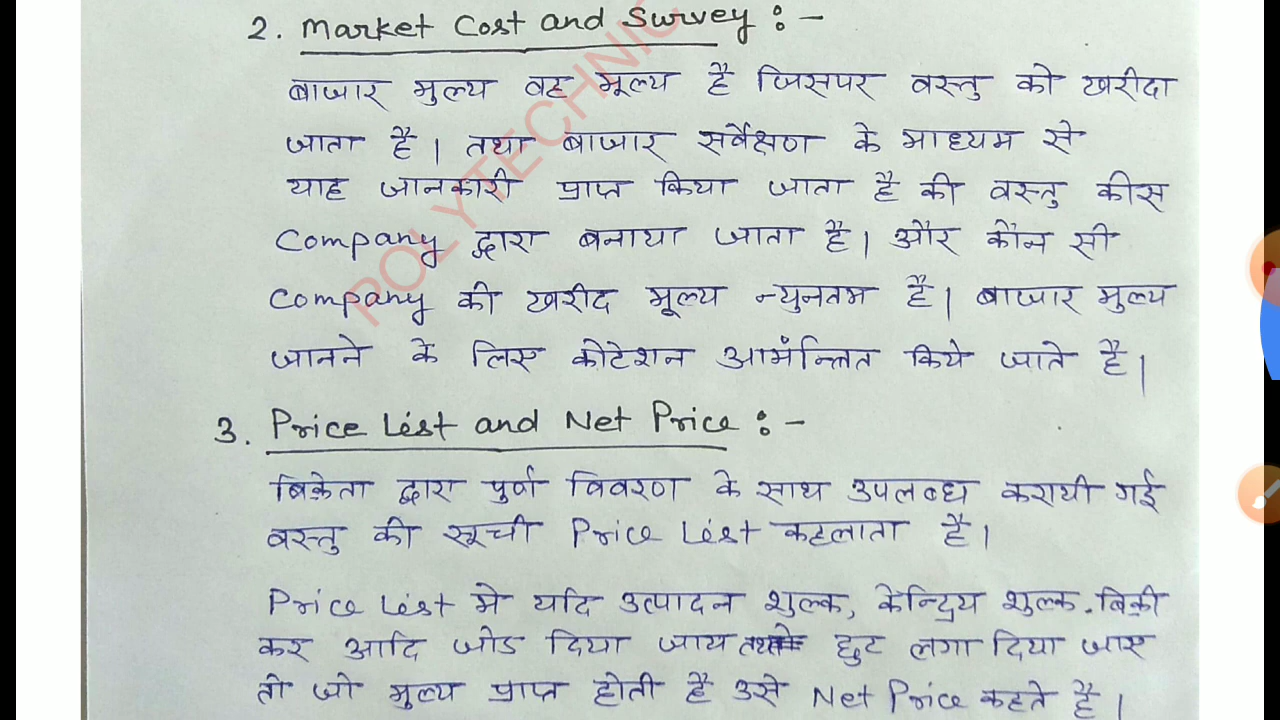 2. Market Cost and Survey :-
बाजार मुल्य वह मूल्य है जिसपर वस्तु को खरीदा
जाता है। तथा बाजार सर्वेक्षण के माध्यम से
याह जानकारी प्राप्त किया जाता है की वस्तु कीस
Company द्वारा बनाया जाता है। और कौन सी
Company की खरीद मूल्य न्युनतम है। बाजार मुल्य
जानने के लिए कोटेशन आमंन्त्रित किये जाते है।
3. Price List and Net Price :-
बिक्रेता द्वारा पुर्ण विवरण के साथ उपलब्ध करायी गई
वस्तु की सूची Price List कहलाता है।
Price List मे यदि उत्पादन शुल्क, केन्द्रिय शुल्क. बिक्री
कर आदि जोड दिया जाय छुट लगा दिया जाए
तो जो मुल्य प्राप्त होती है उसे Net Price कहते है।
POLYTECHNIC